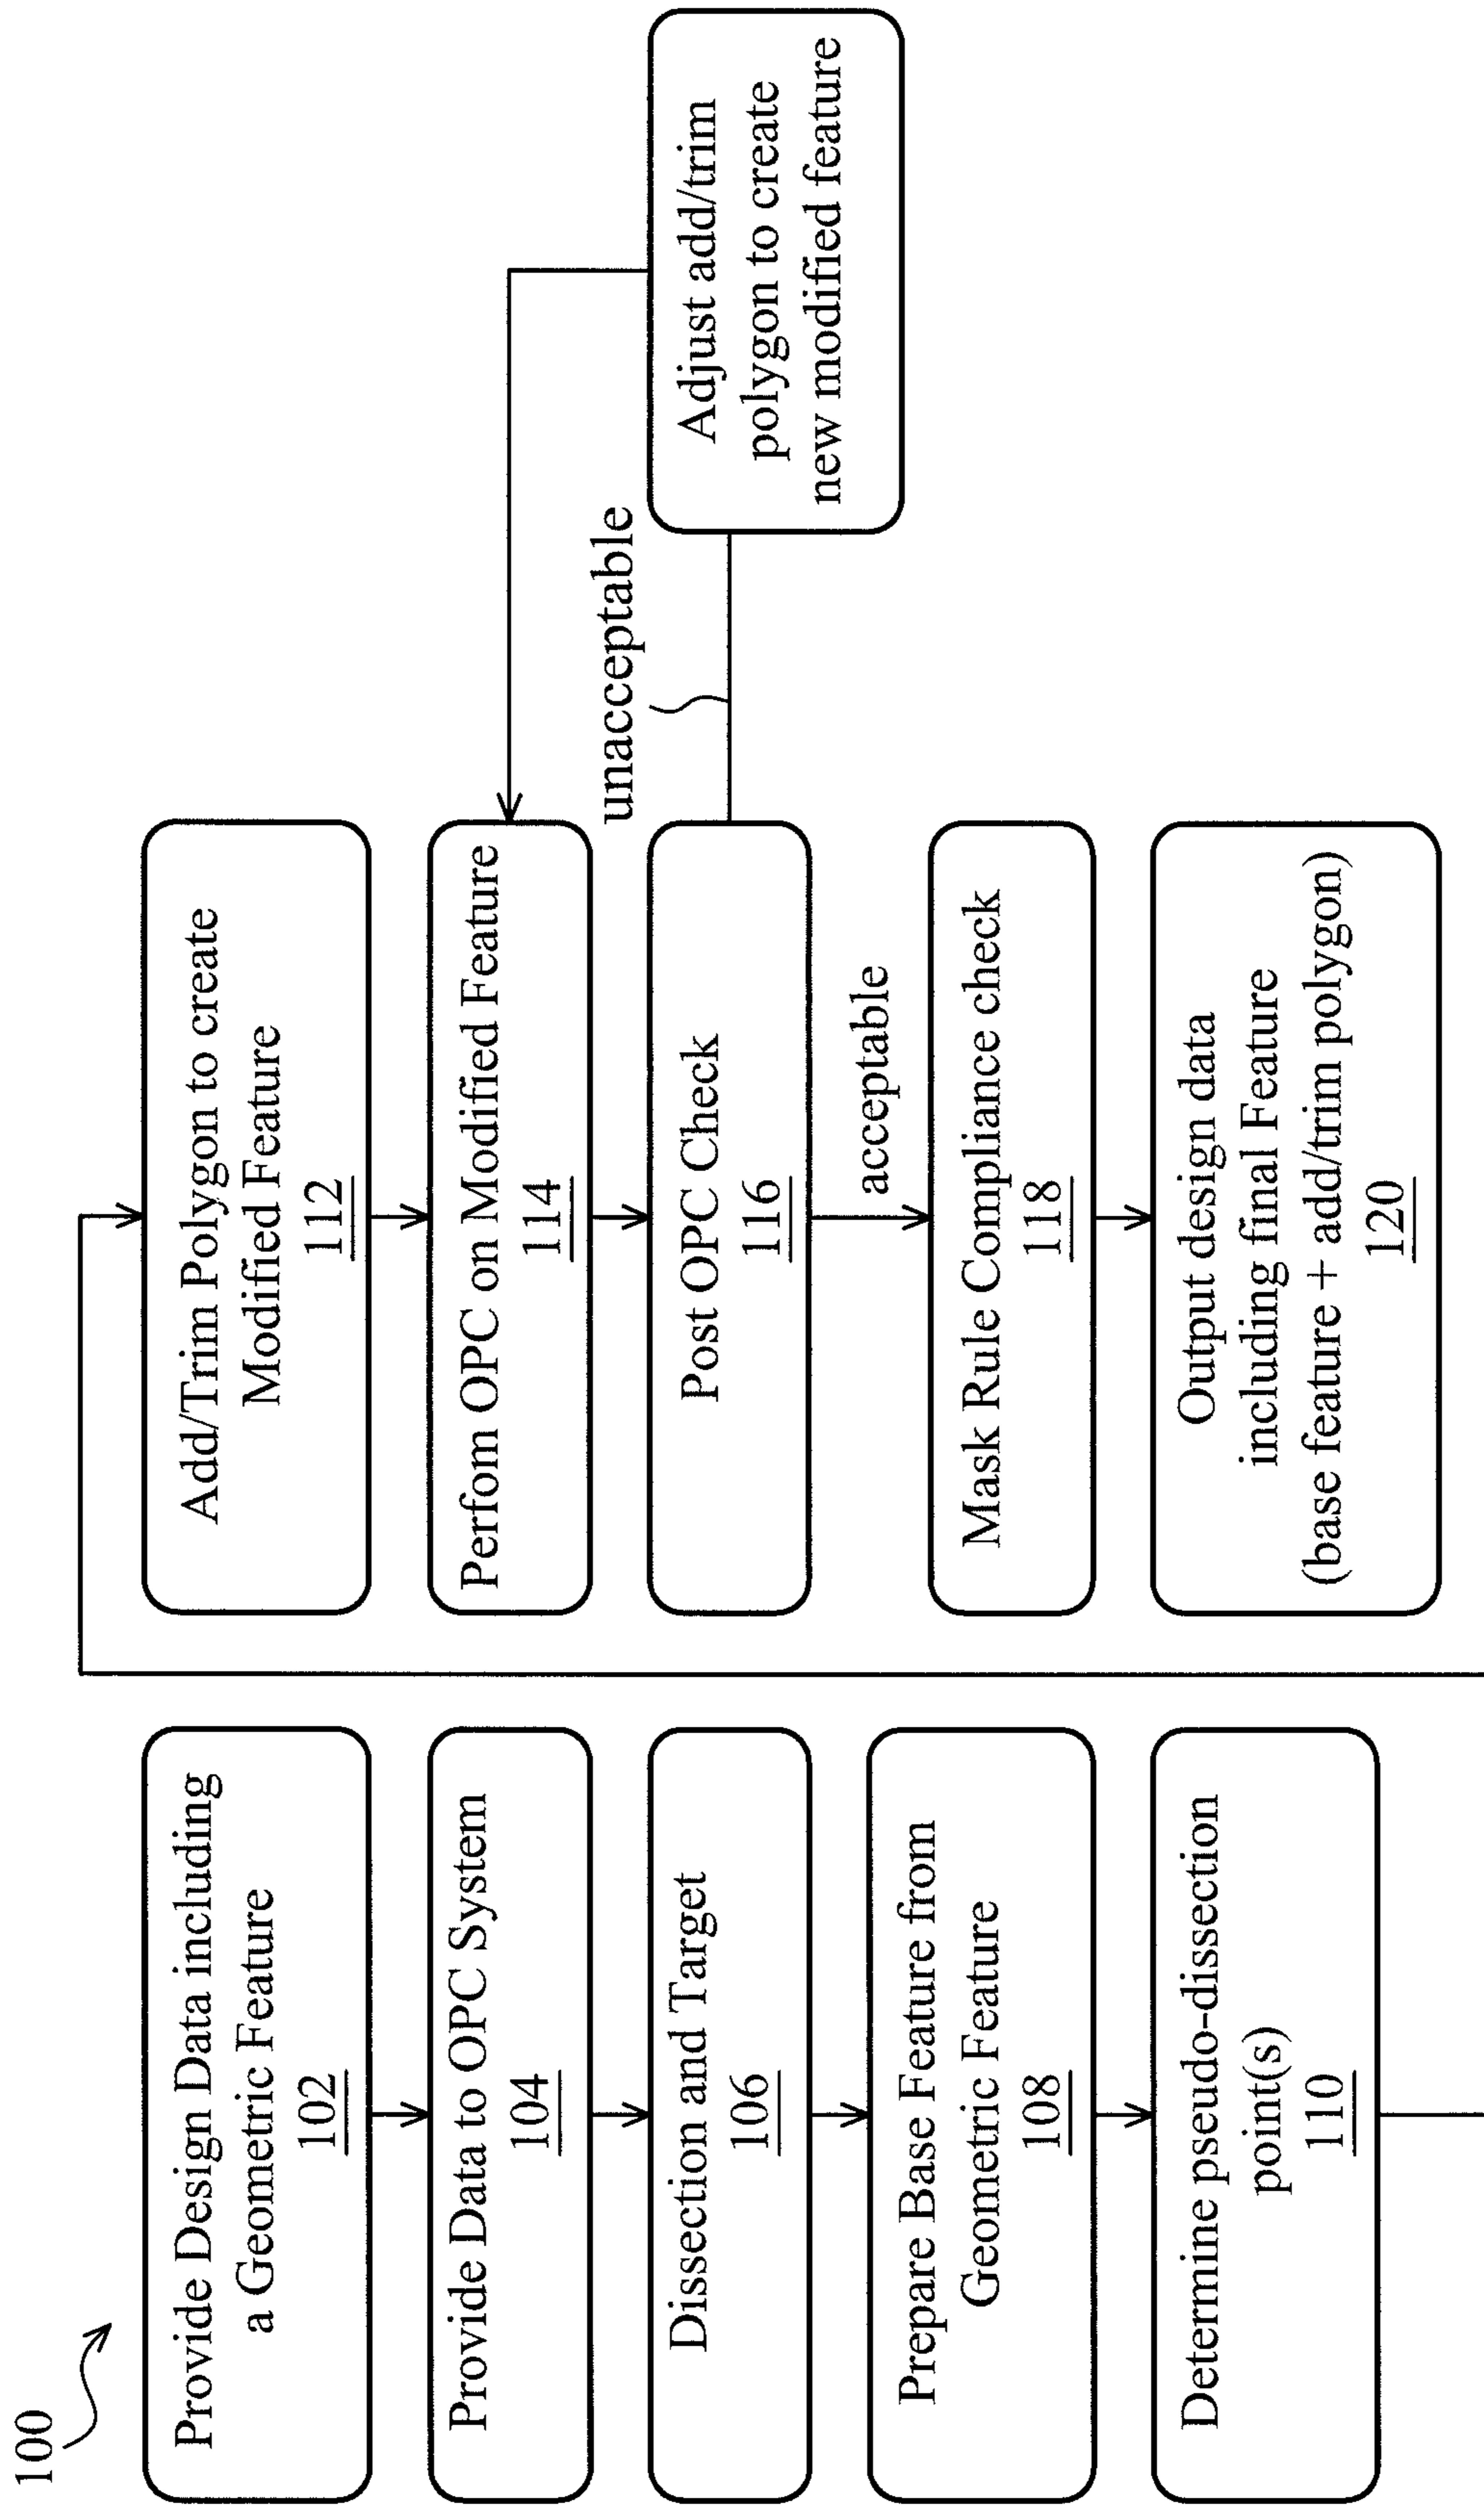 100
Provide Design Data including
a Geometric Feature
102
Provide Data to OPC System
104
Dissection and Target
106
Prepare Base Feature from
Geometric Feature
108
Determine pseudo-dissection
point(s)
110
Add/Trim Polygon to create
Modified Feature
112
Perfom OPC on Modified Feature
114
Post OPC Check
116
unacceptable
Adjust add/trim
polygon to create
new modified feature
acceptable
Mask Rule Compliance check
118
Output design data
including final Feature
(base feature + add/trim polygon)
120